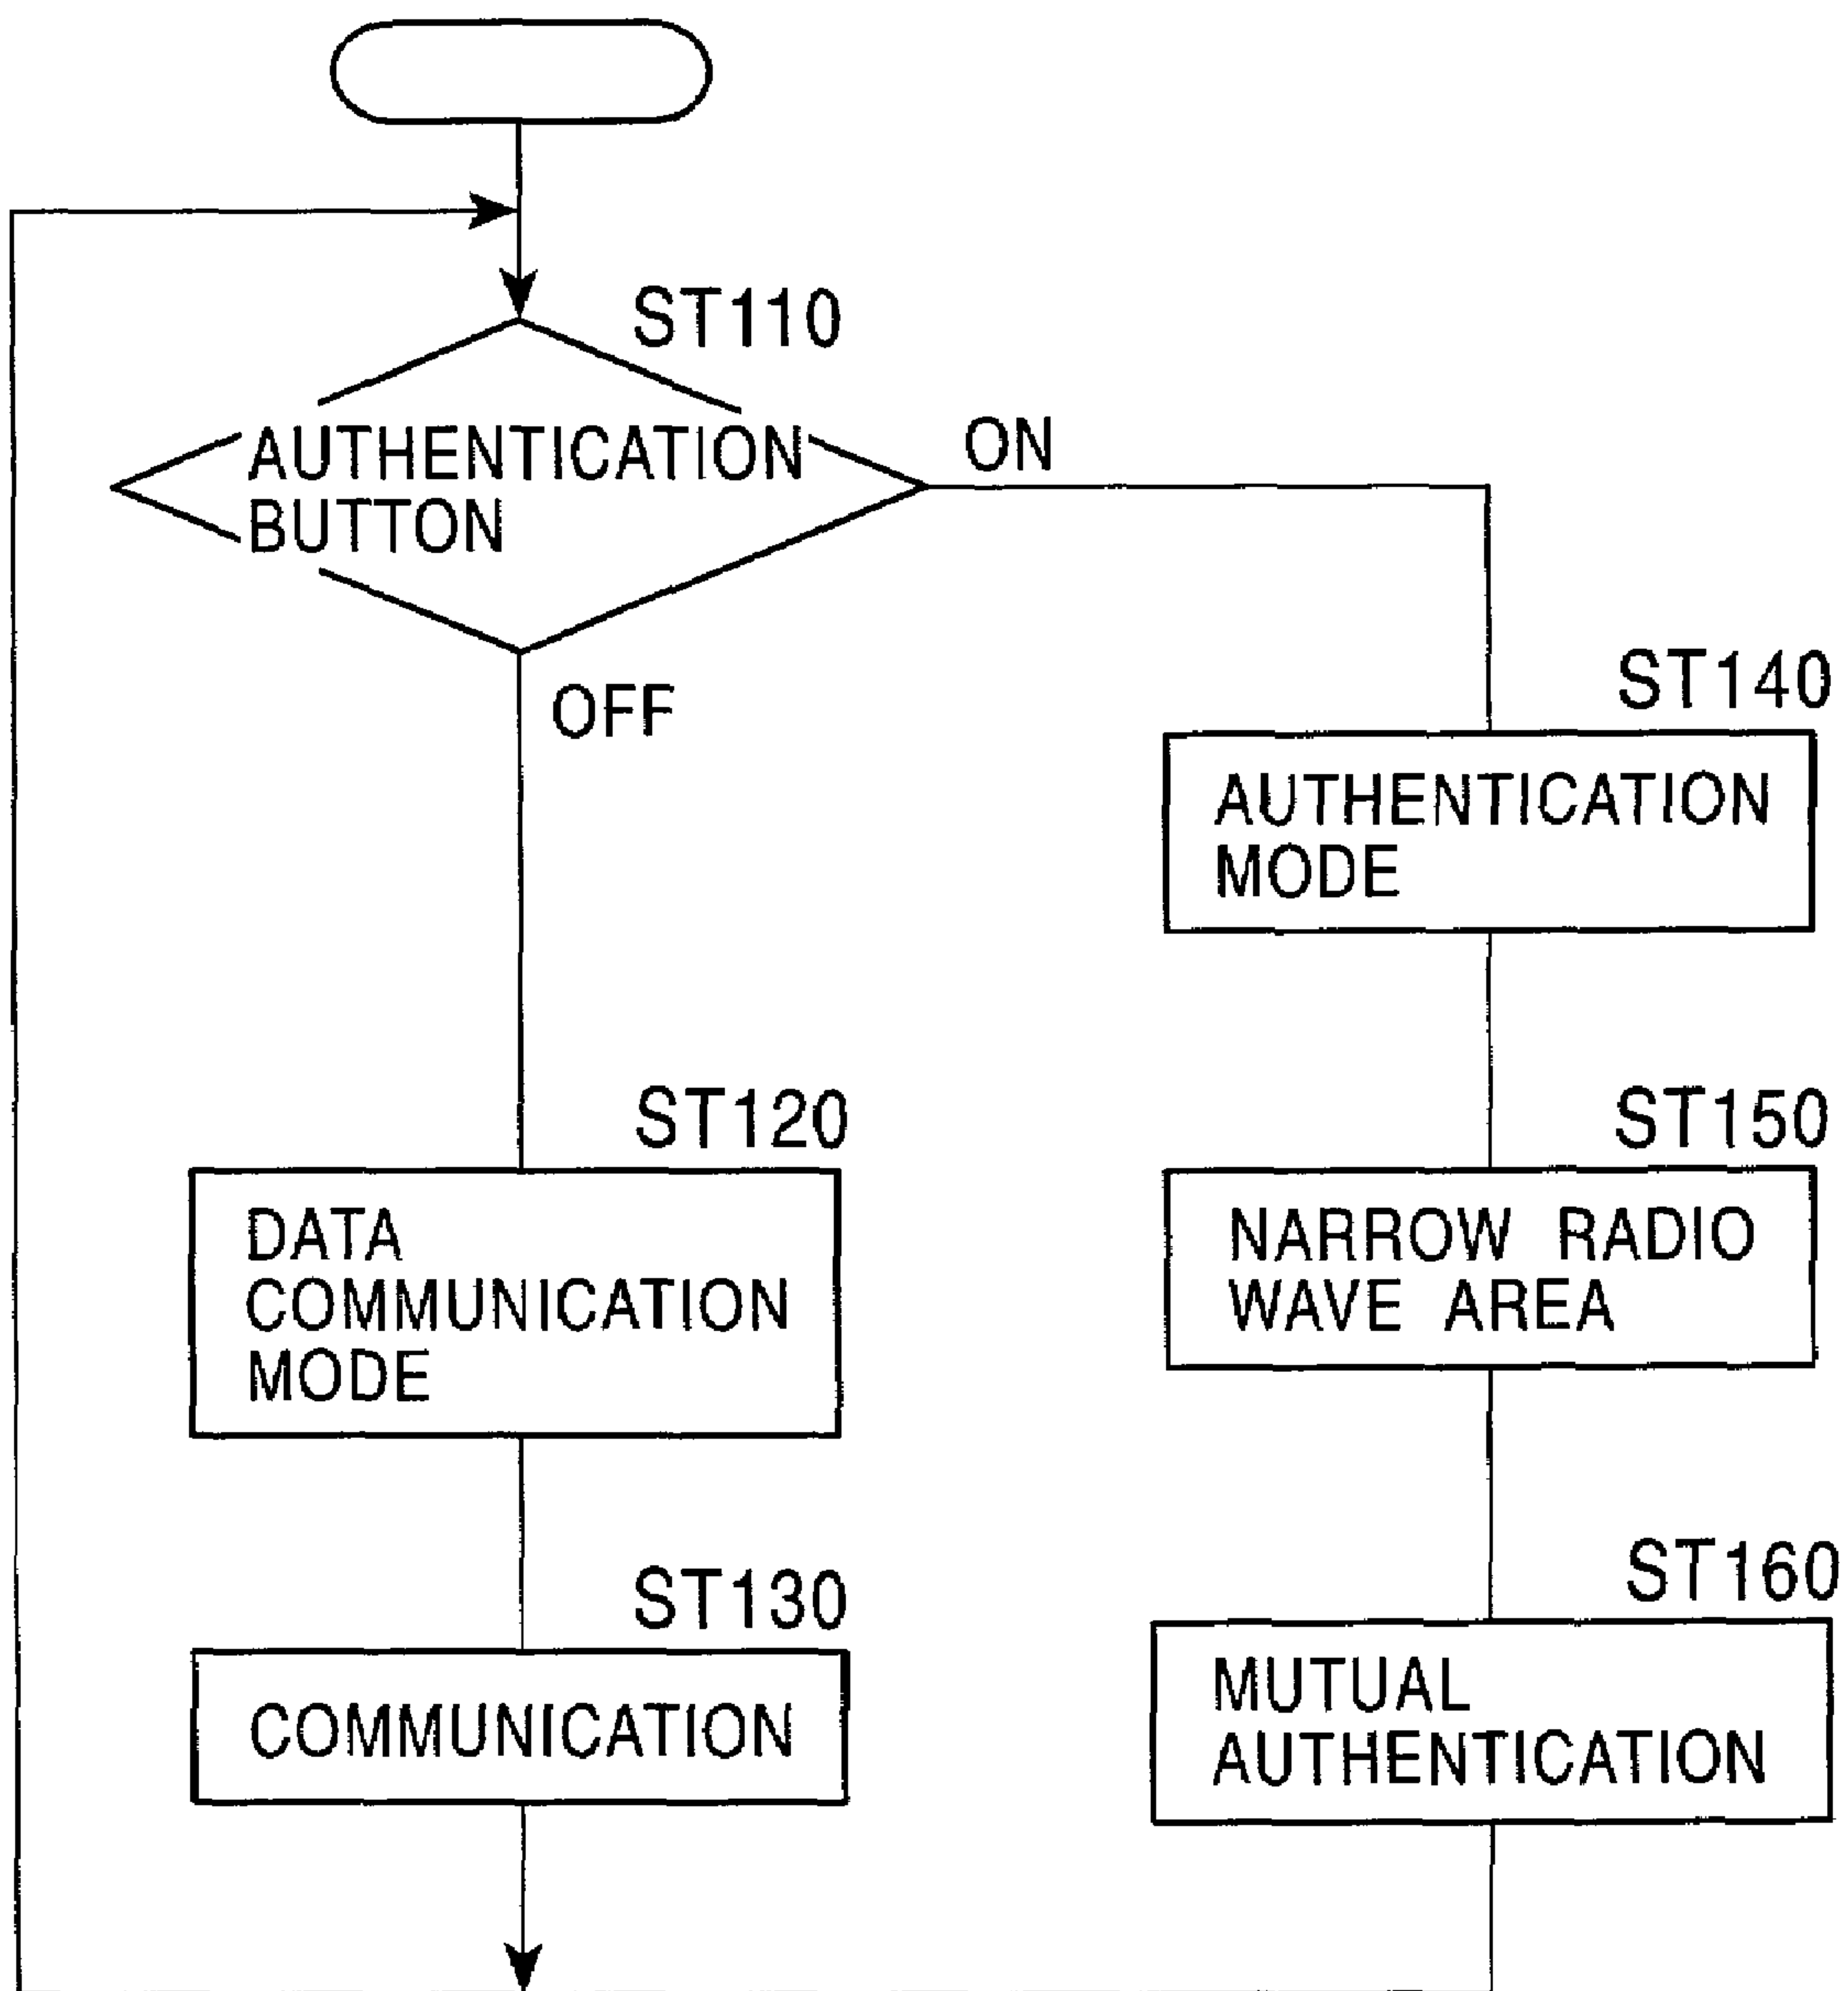 ST110
AUTHENTICATION
BUTTON
ON
OFF
ST140
AUTHENTICATION
MODE
ST120
DATA
COMMUNICATION
MODE
ST150
NARROW RADIO
WAVE AREA
ST130
COMMUNICATION
ST160
MUTUAL
AUTHENTICATION